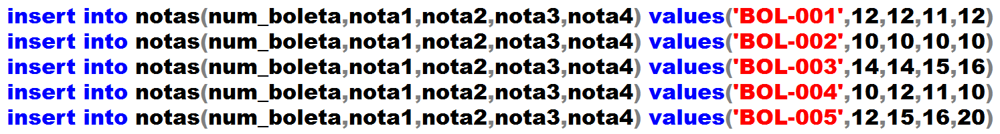 insert into notas(num_boleta,nota1,nota2,nota3,nota4) values('BOL-001',12,12,11,12)
insert into notas(num_boleta,nota1,nota2,nota3,nota4) values('BOL-002',10,10,10,10)
insert into notas(num_boleta,nota1,nota2,nota3,nota4) values('BOL-003',14,14,15,16)
insert into notas(num_boleta,nota1,nota2,nota3,nota4) values('BOL-004',10,12,11,10)
insert into notas(num_boleta,nota1,nota2,nota3,nota4) values('BOL-005',12,15,16,20)